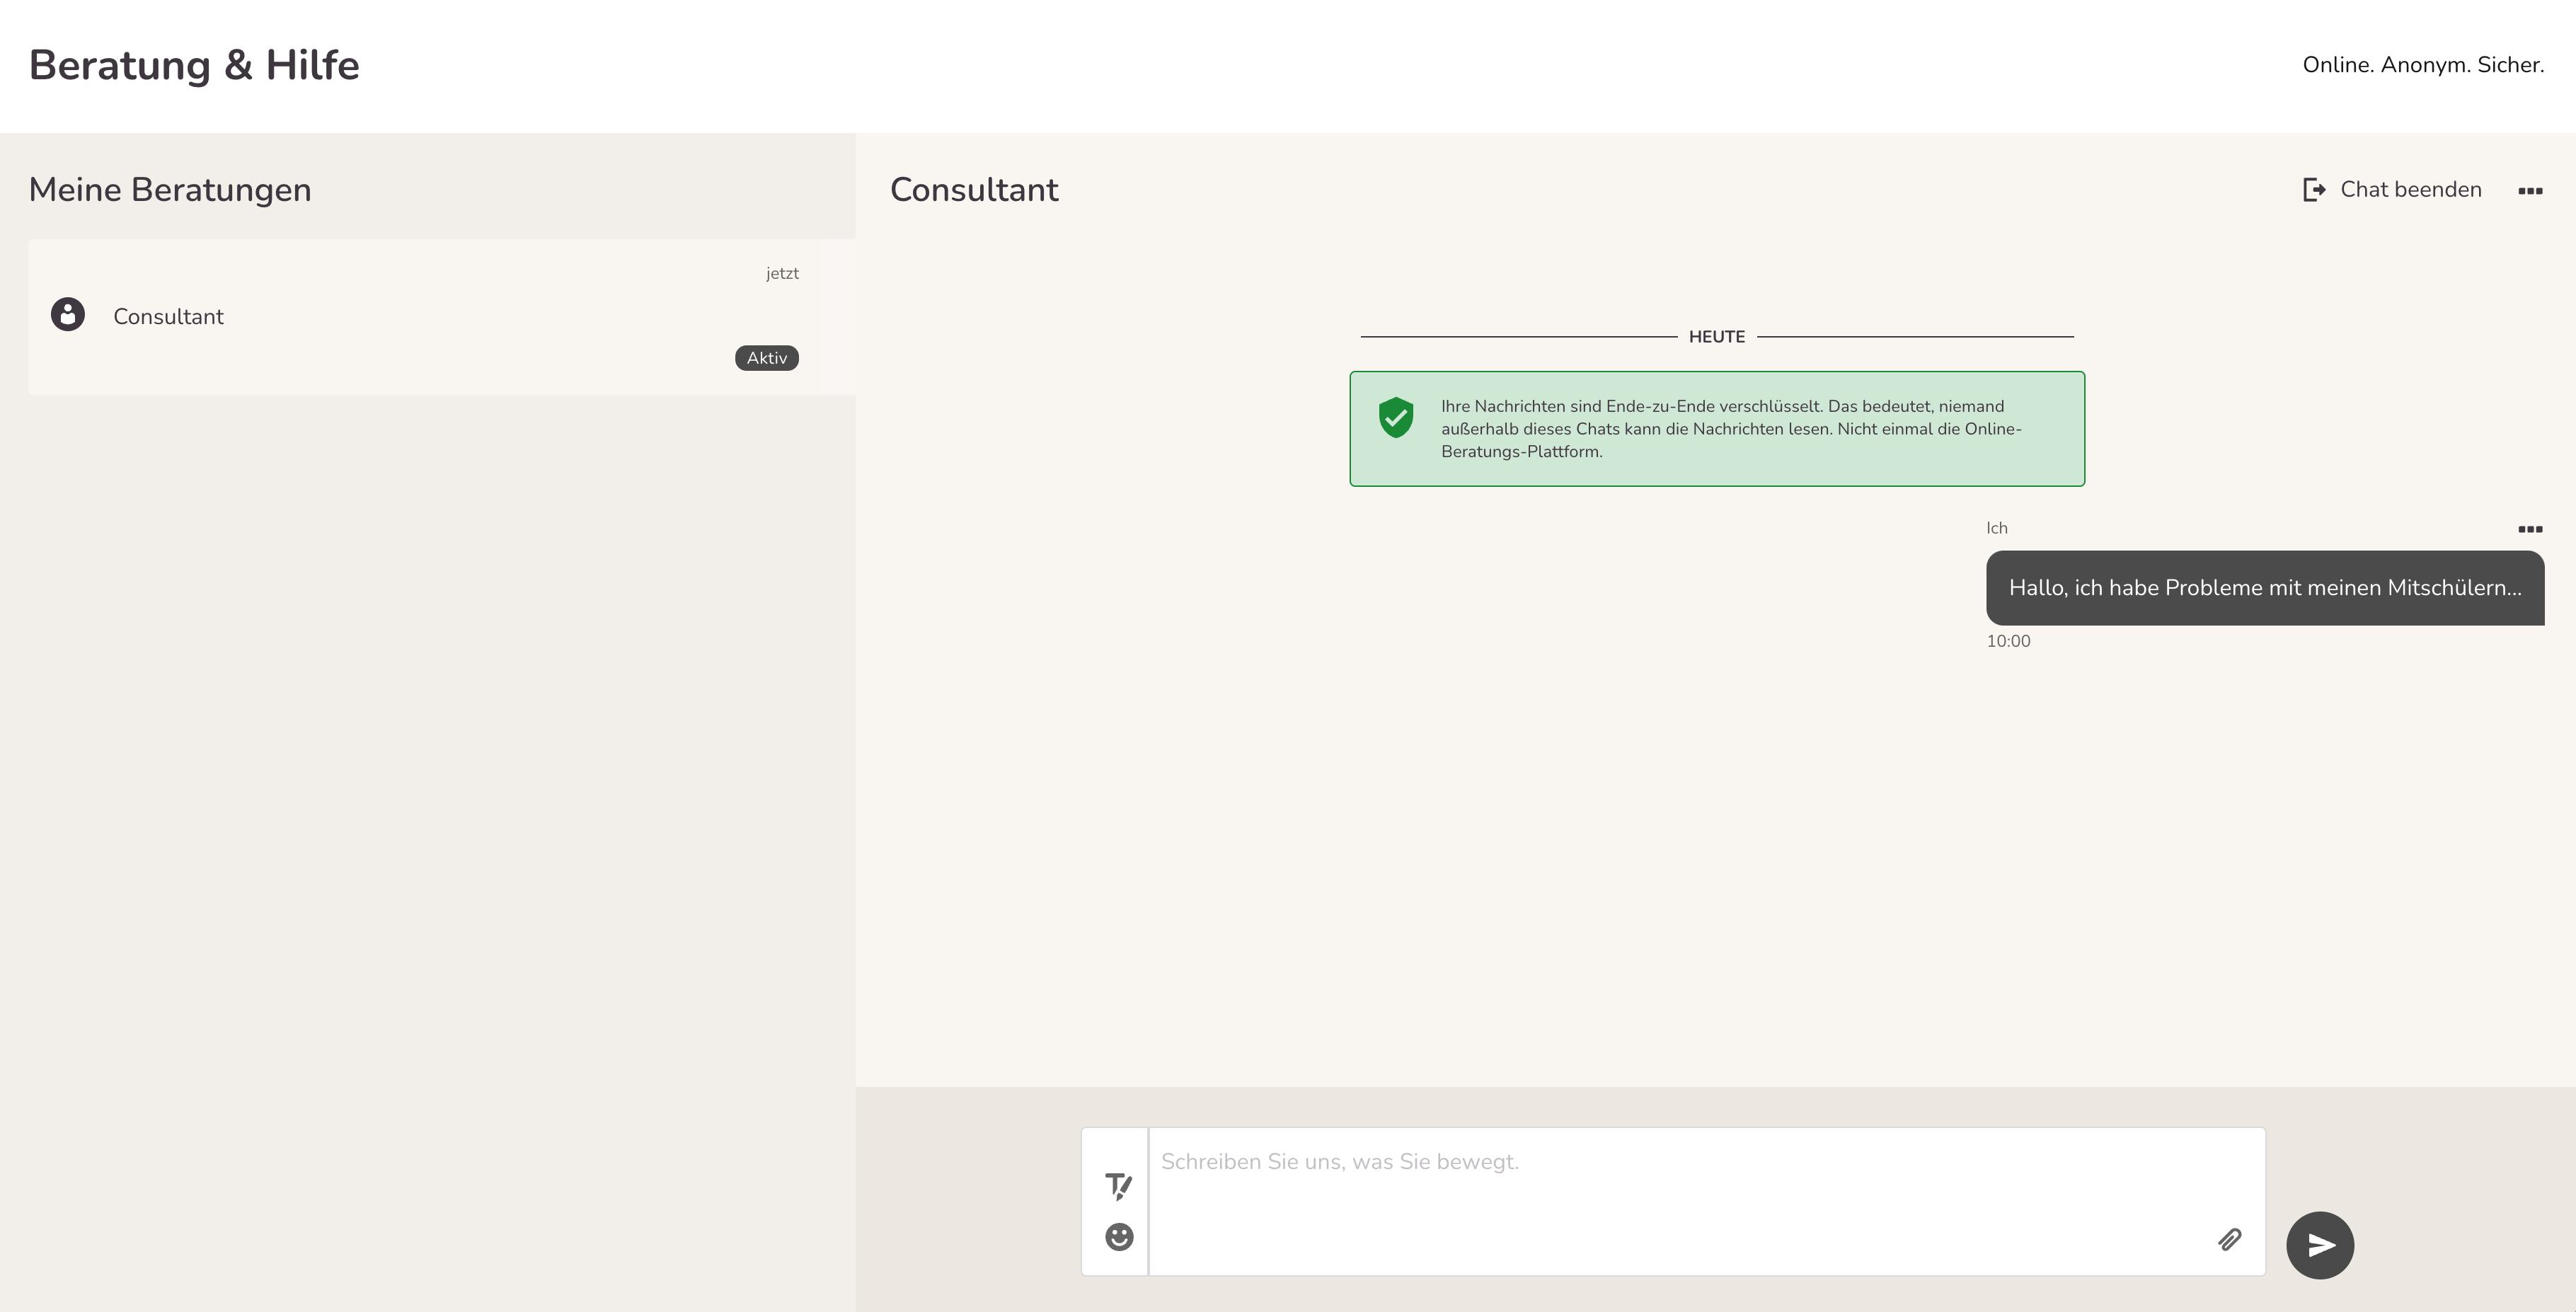 Beratung & Hilfe
Online. Anonym. Sicher.
Meine Beratungen
jetzt
Consultant
Aktiv
Consultant
Chat beenden
HEUTE
Ihre Nachrichten sind Ende-zu-Ende verschlüsselt. Das bedeutet, niemand
außerhalb dieses Chats kann die Nachrichten lesen. Nicht einmal die Online-
Beratungs-Plattform.
Ich
Hallo, ich habe Probleme mit meinen Mitschülern...
10:00
Schreiben Sie uns, was Sie bewegt.